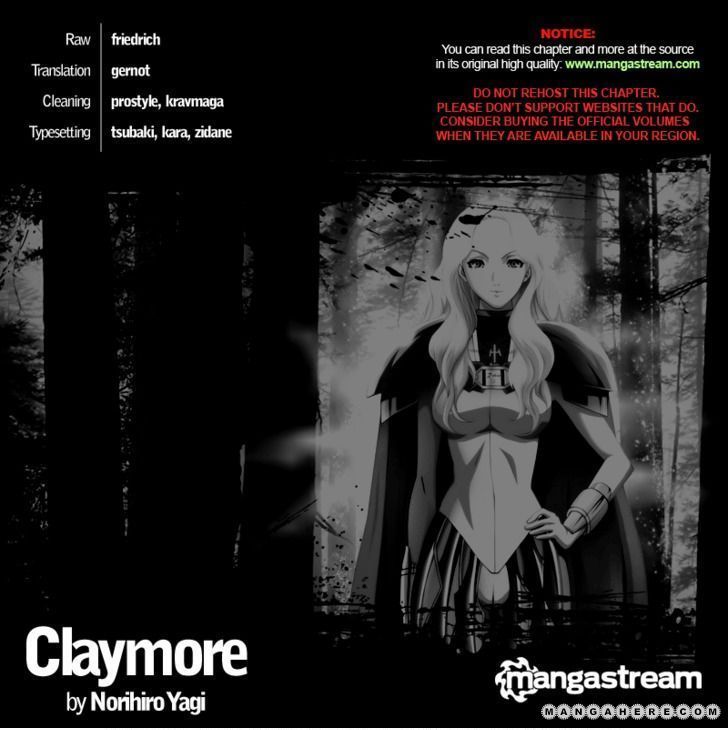 Raw friedrich
Translation gernot
Cleaning prostyle, kravmaga
Typesetting tsubaki, kara, zidane
NOTICE:
You can read this chapter and more at the source
in its original high quality: www.mangastream.com
DO NOT REHOST THIS CHAPTER.
PLEASE DON'T SUPPORT WEBSITES THAT DO.
CONSIDER BUYING THE OFFICIAL VOLUMES
WHEN THEY ARE AVAILABLE IN YOUR REGION.
Claymore
by Norihiro Yagi
mangastream
MANGAHERE.COM